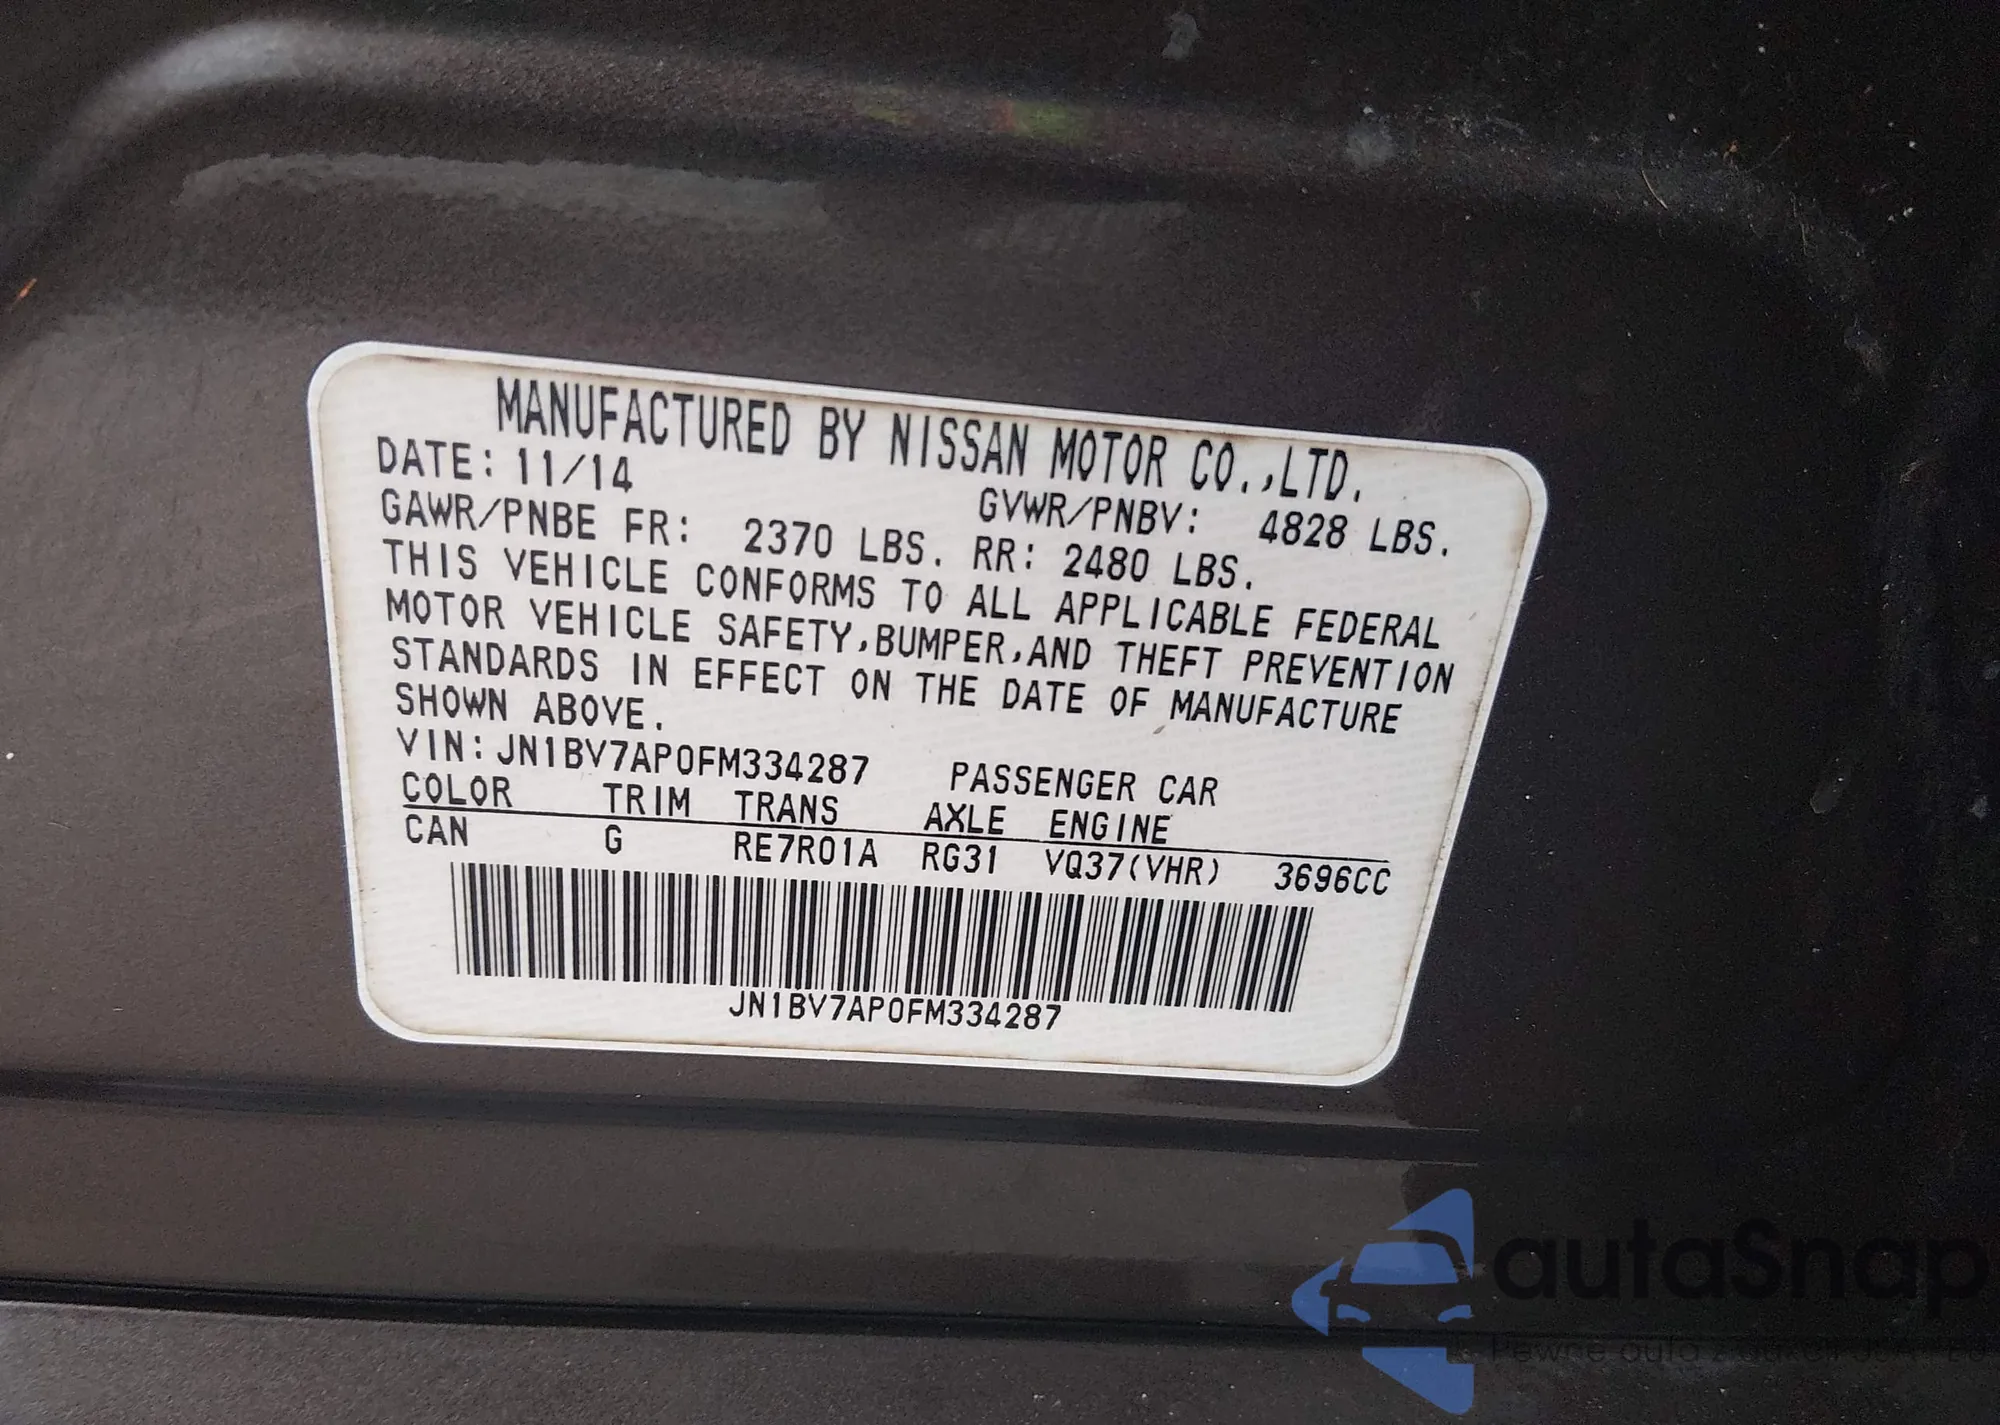 MANUFACTURED BY NISSAN MOTOR CO.,LTD.
DATE: 11/14 GVWR/PNBV: 4828 LBS.
GAWR/PNBE FR: 2370 LBS. RR: 2480 LBS.
THIS VEHICLE CONFORMS TO ALL APPLICABLE FEDERAL
MOTOR VEHICLE SAFETY,BUMPER,AND THEFT PREVENTION
STANDARDS IN EFFECT ON THE DATE OF MANUFACTURE
SHOWN ABOVE.
VIN: JN1BV7AP0FM334287 PASSENGER CAR
COLOR TRIM TRANS AXLE ENGINE
CAN G RE7R01A RG31 VQ37(VHR) 3696CC
JN1BV7AP0FM334287
autaSnap
Pewne auta z